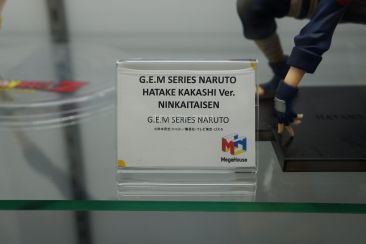 G.E.M SERIES NARUTO
HATAKE KAKASHI Ver.
NINKAITAISEN
G.E.M SERIES NARUTO
MegaHouse